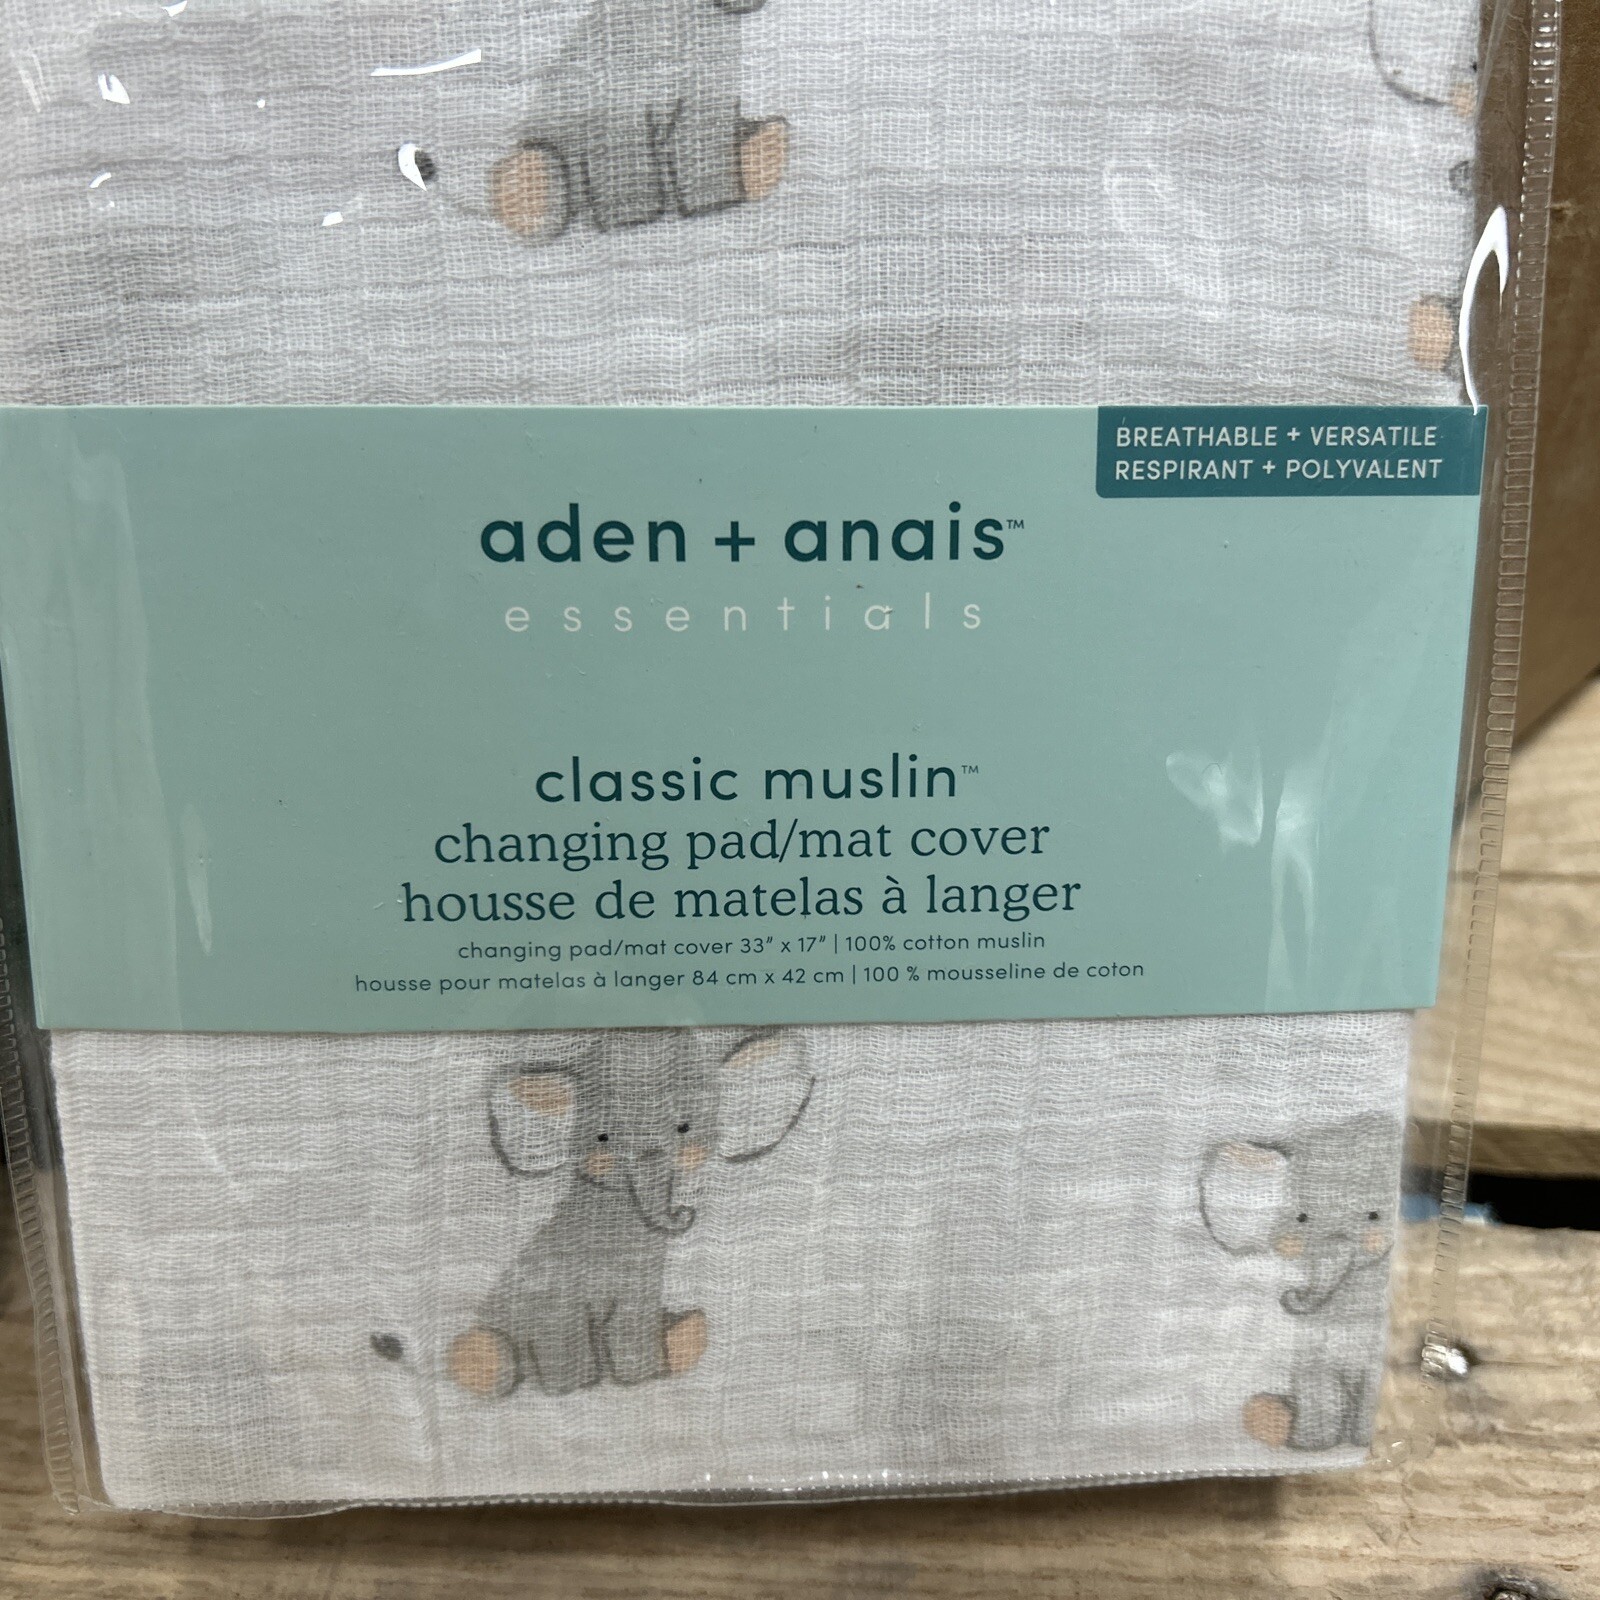 BREATHABLE + VERSATILE
RESPIRANT + POLYVALENT
aden + anais™
essentials
classic muslin™
changing pad/mat cover
housse de matelas à langer
changing pad/mat cover 33" x 17" | 100% cotton muslin
housse pour matelas à langer 84 cm x 42 cm | 100 % mousseline de coton